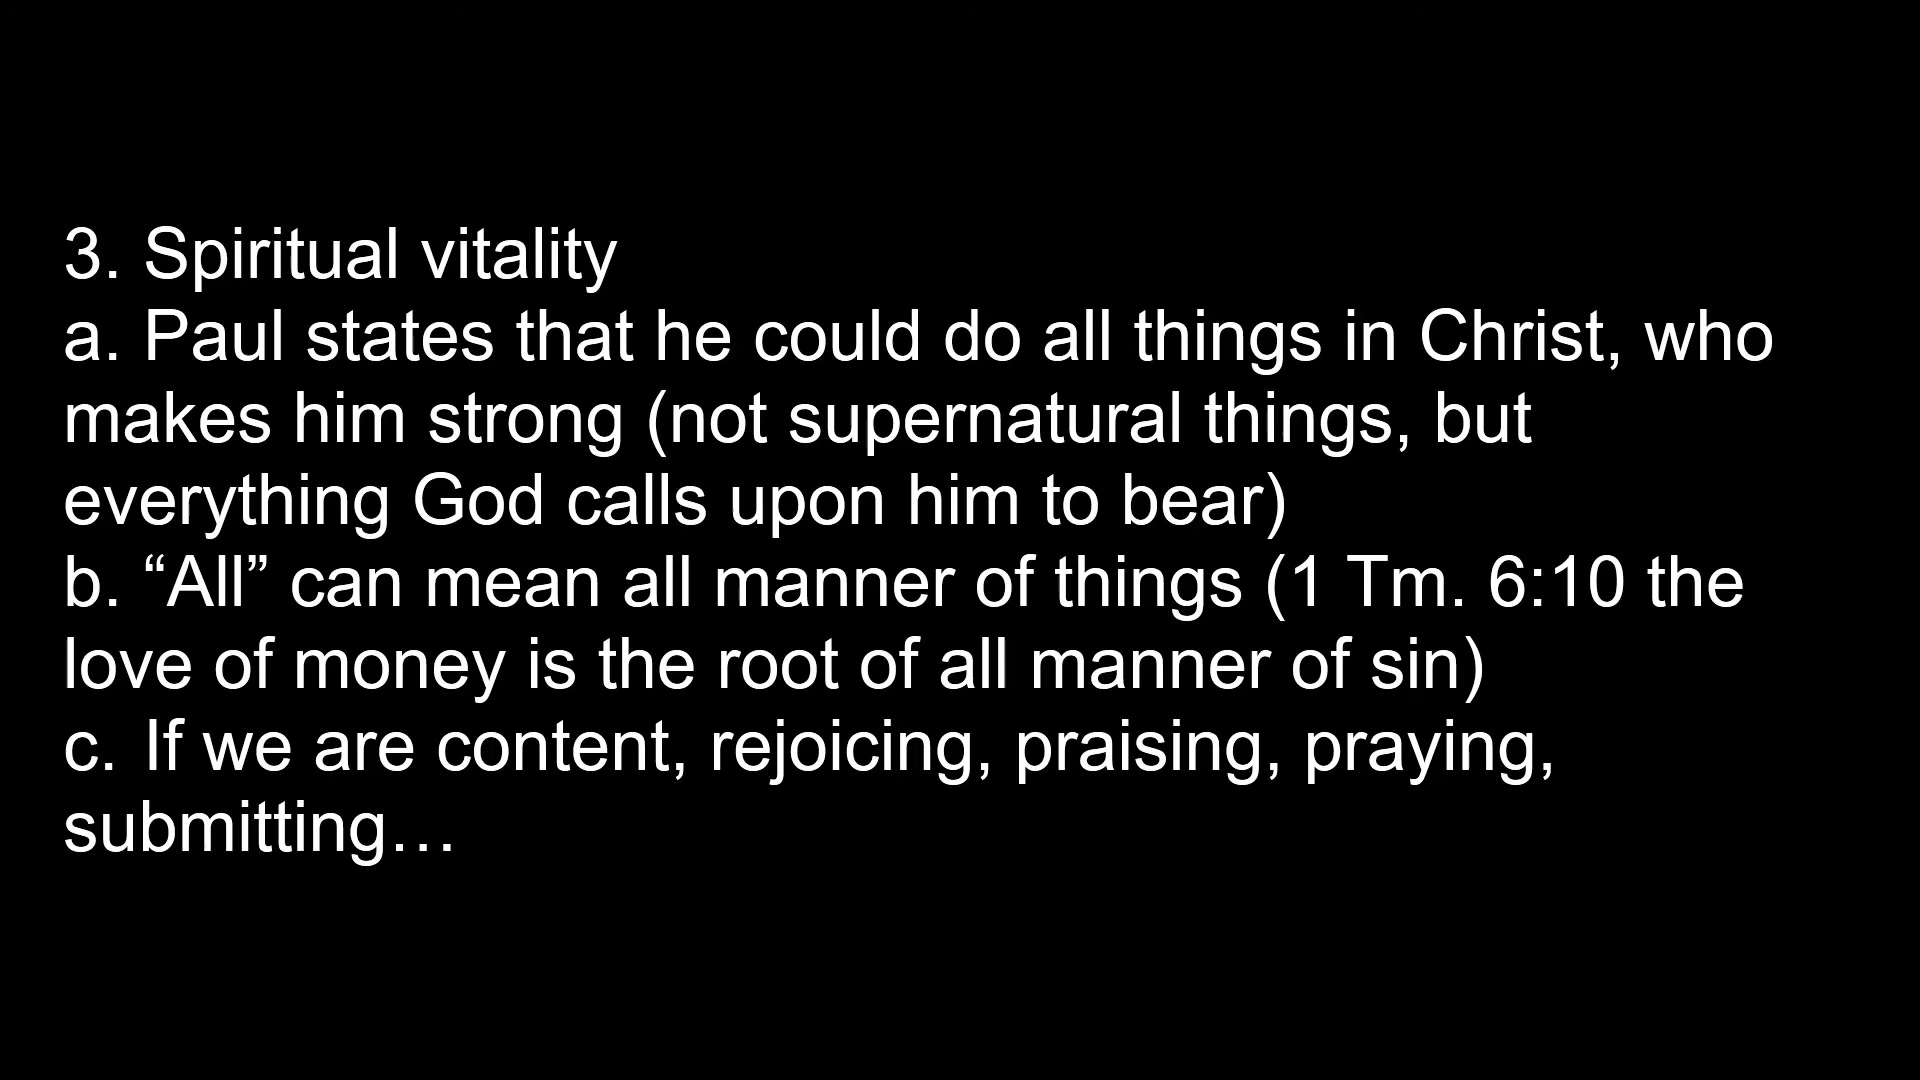 3. Spiritual vitality
a. Paul states that he could do all things in Christ, who
makes him strong (not supernatural things, but
everything God calls upon him to bear)
b. “All” can mean all manner of things (1 Tm. 6:10 the
love of money is the root of all manner of sin)
c. If we are content, rejoicing, praising, praying,
submitting…